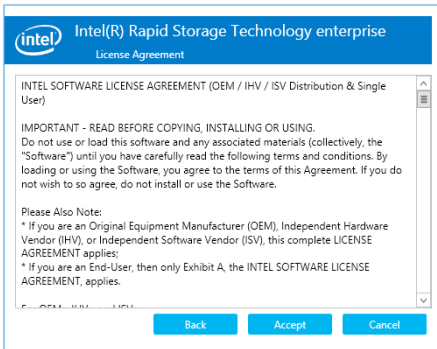 intel
Intel(R) Rapid Storage Technology enterprise
License Agreement
INTEL SOFTWARE LICENSE AGREEMENT (OEM / IHV / ISV Distribution & Single
User)
IMPORTANT - READ BEFORE COPYING, INSTALLING OR USING.
Do not use or load this software and any associated materials (collectively, the
"Software") until you have carefully read the following terms and conditions. By
loading or using the Software, you agree to the terms of this Agreement. If you do
not wish to so agree, do not install or use the Software.
Please Also Note:
* If you are an Original Equipment Manufacturer (OEM), Independent Hardware
Vendor (IHV), or Independent Software Vendor (ISV), this complete LICENSE
AGREEMENT applies;
* If you are an End-User, then only Exhibit A, the INTEL SOFTWARE LICENSE
AGREEMENT, applies.
Back
Accept
Cancel